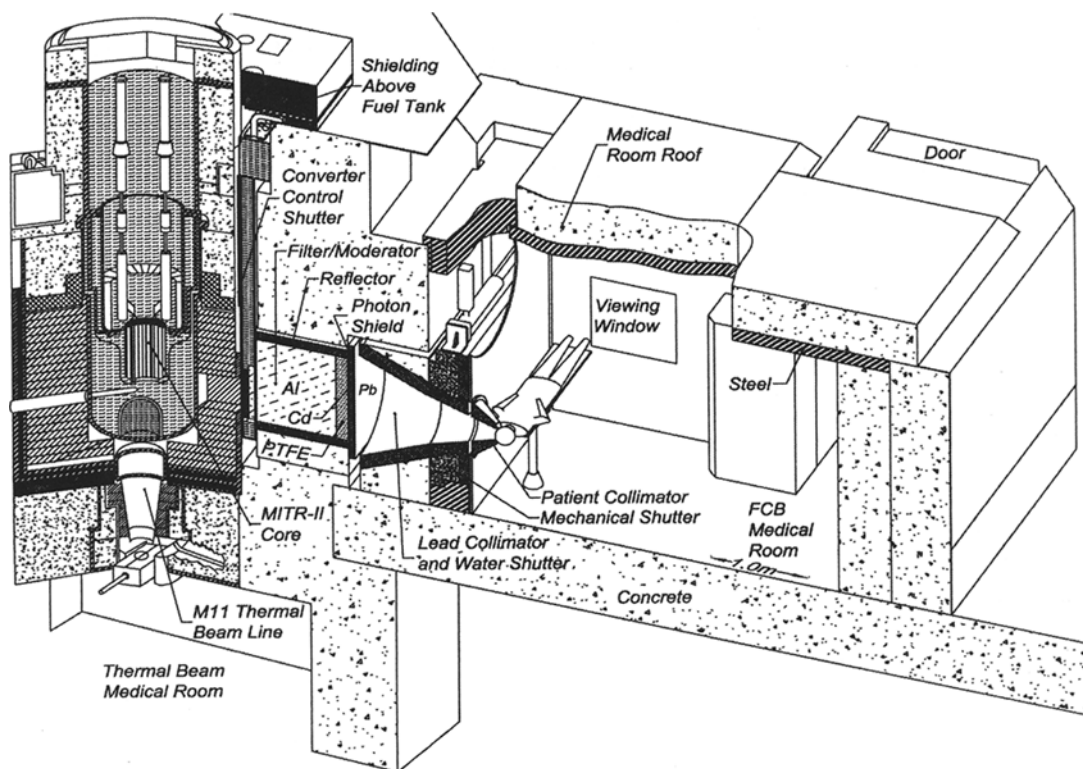 Shielding
Above
Fuel Tank
Medical
Room Roof
Door
Converter
Control
Shutter
Filter/Moderator
Reflector
Photon
Shield
Viewing
Window
Al
Pb
Cd
Steel
PTFE
MITR-II
Core
Patient Collimator
Mechanical Shutter
FCB
Medical
Room
Lead Collimator
and Water Shutter
1.0m
Concrete
M11 Thermal
Beam Line
Thermal Beam
Medical Room